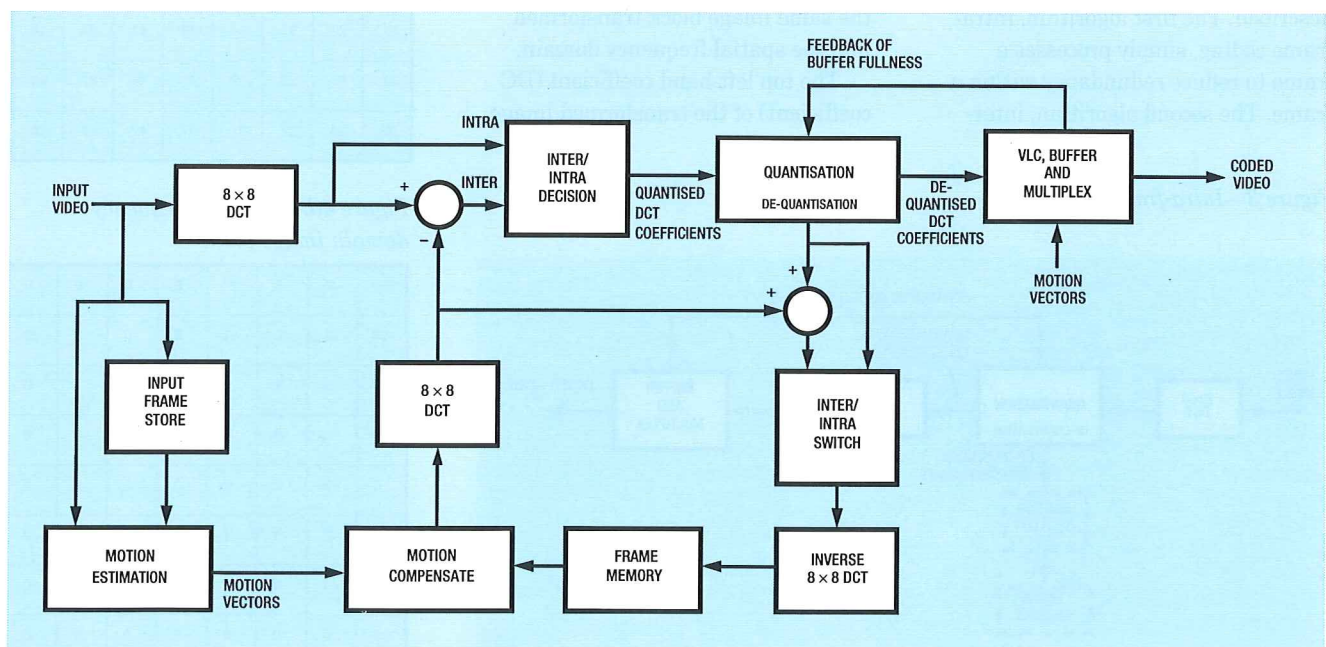 FEEDBACK OF
BUFFER FULLNESS
INTRA
INTER/
INTRA
DECISION
INTER
QUANTISATION
DE-QUANTISATION
VLC, BUFFER
AND
MULTIPLEX
CODED
VIDEO
INPUT
VIDEO
8 × 8
DCT
+
−
QUANTISED
DCT
COEFFICIENTS
DE-
QUANTISED
DCT
COEFFICIENTS
MOTION
VECTORS
+
+
INPUT
FRAME
STORE
8 × 8
DCT
INTER/
INTRA
SWITCH
MOTION
ESTIMATION
MOTION
VECTORS
MOTION
COMPENSATE
FRAME
MEMORY
INVERSE
8 × 8 DCT